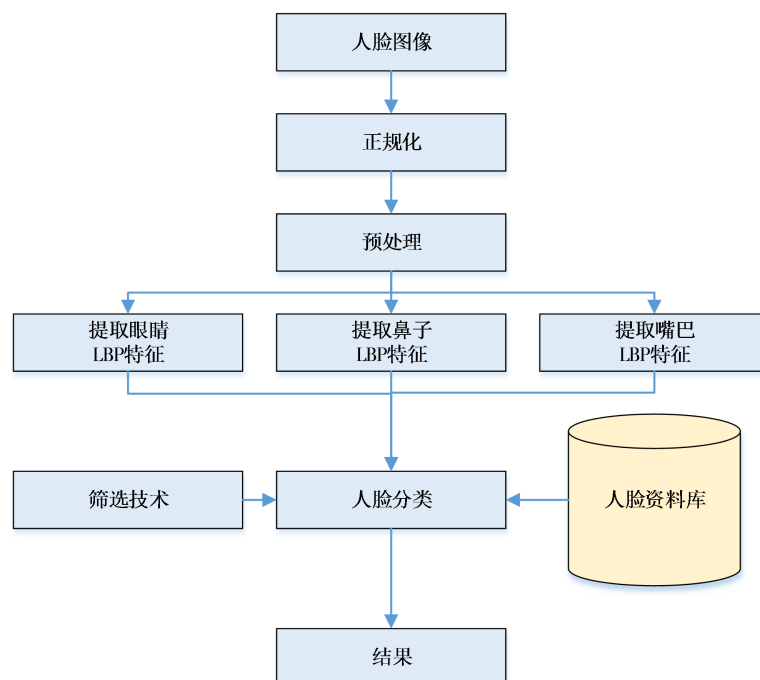 人脸图像
正规化
预处理
提取眼睛
LBP特征
提取鼻子
LBP特征
提取嘴巴
LBP特征
筛选技术
人脸分类
人脸资料库
结果